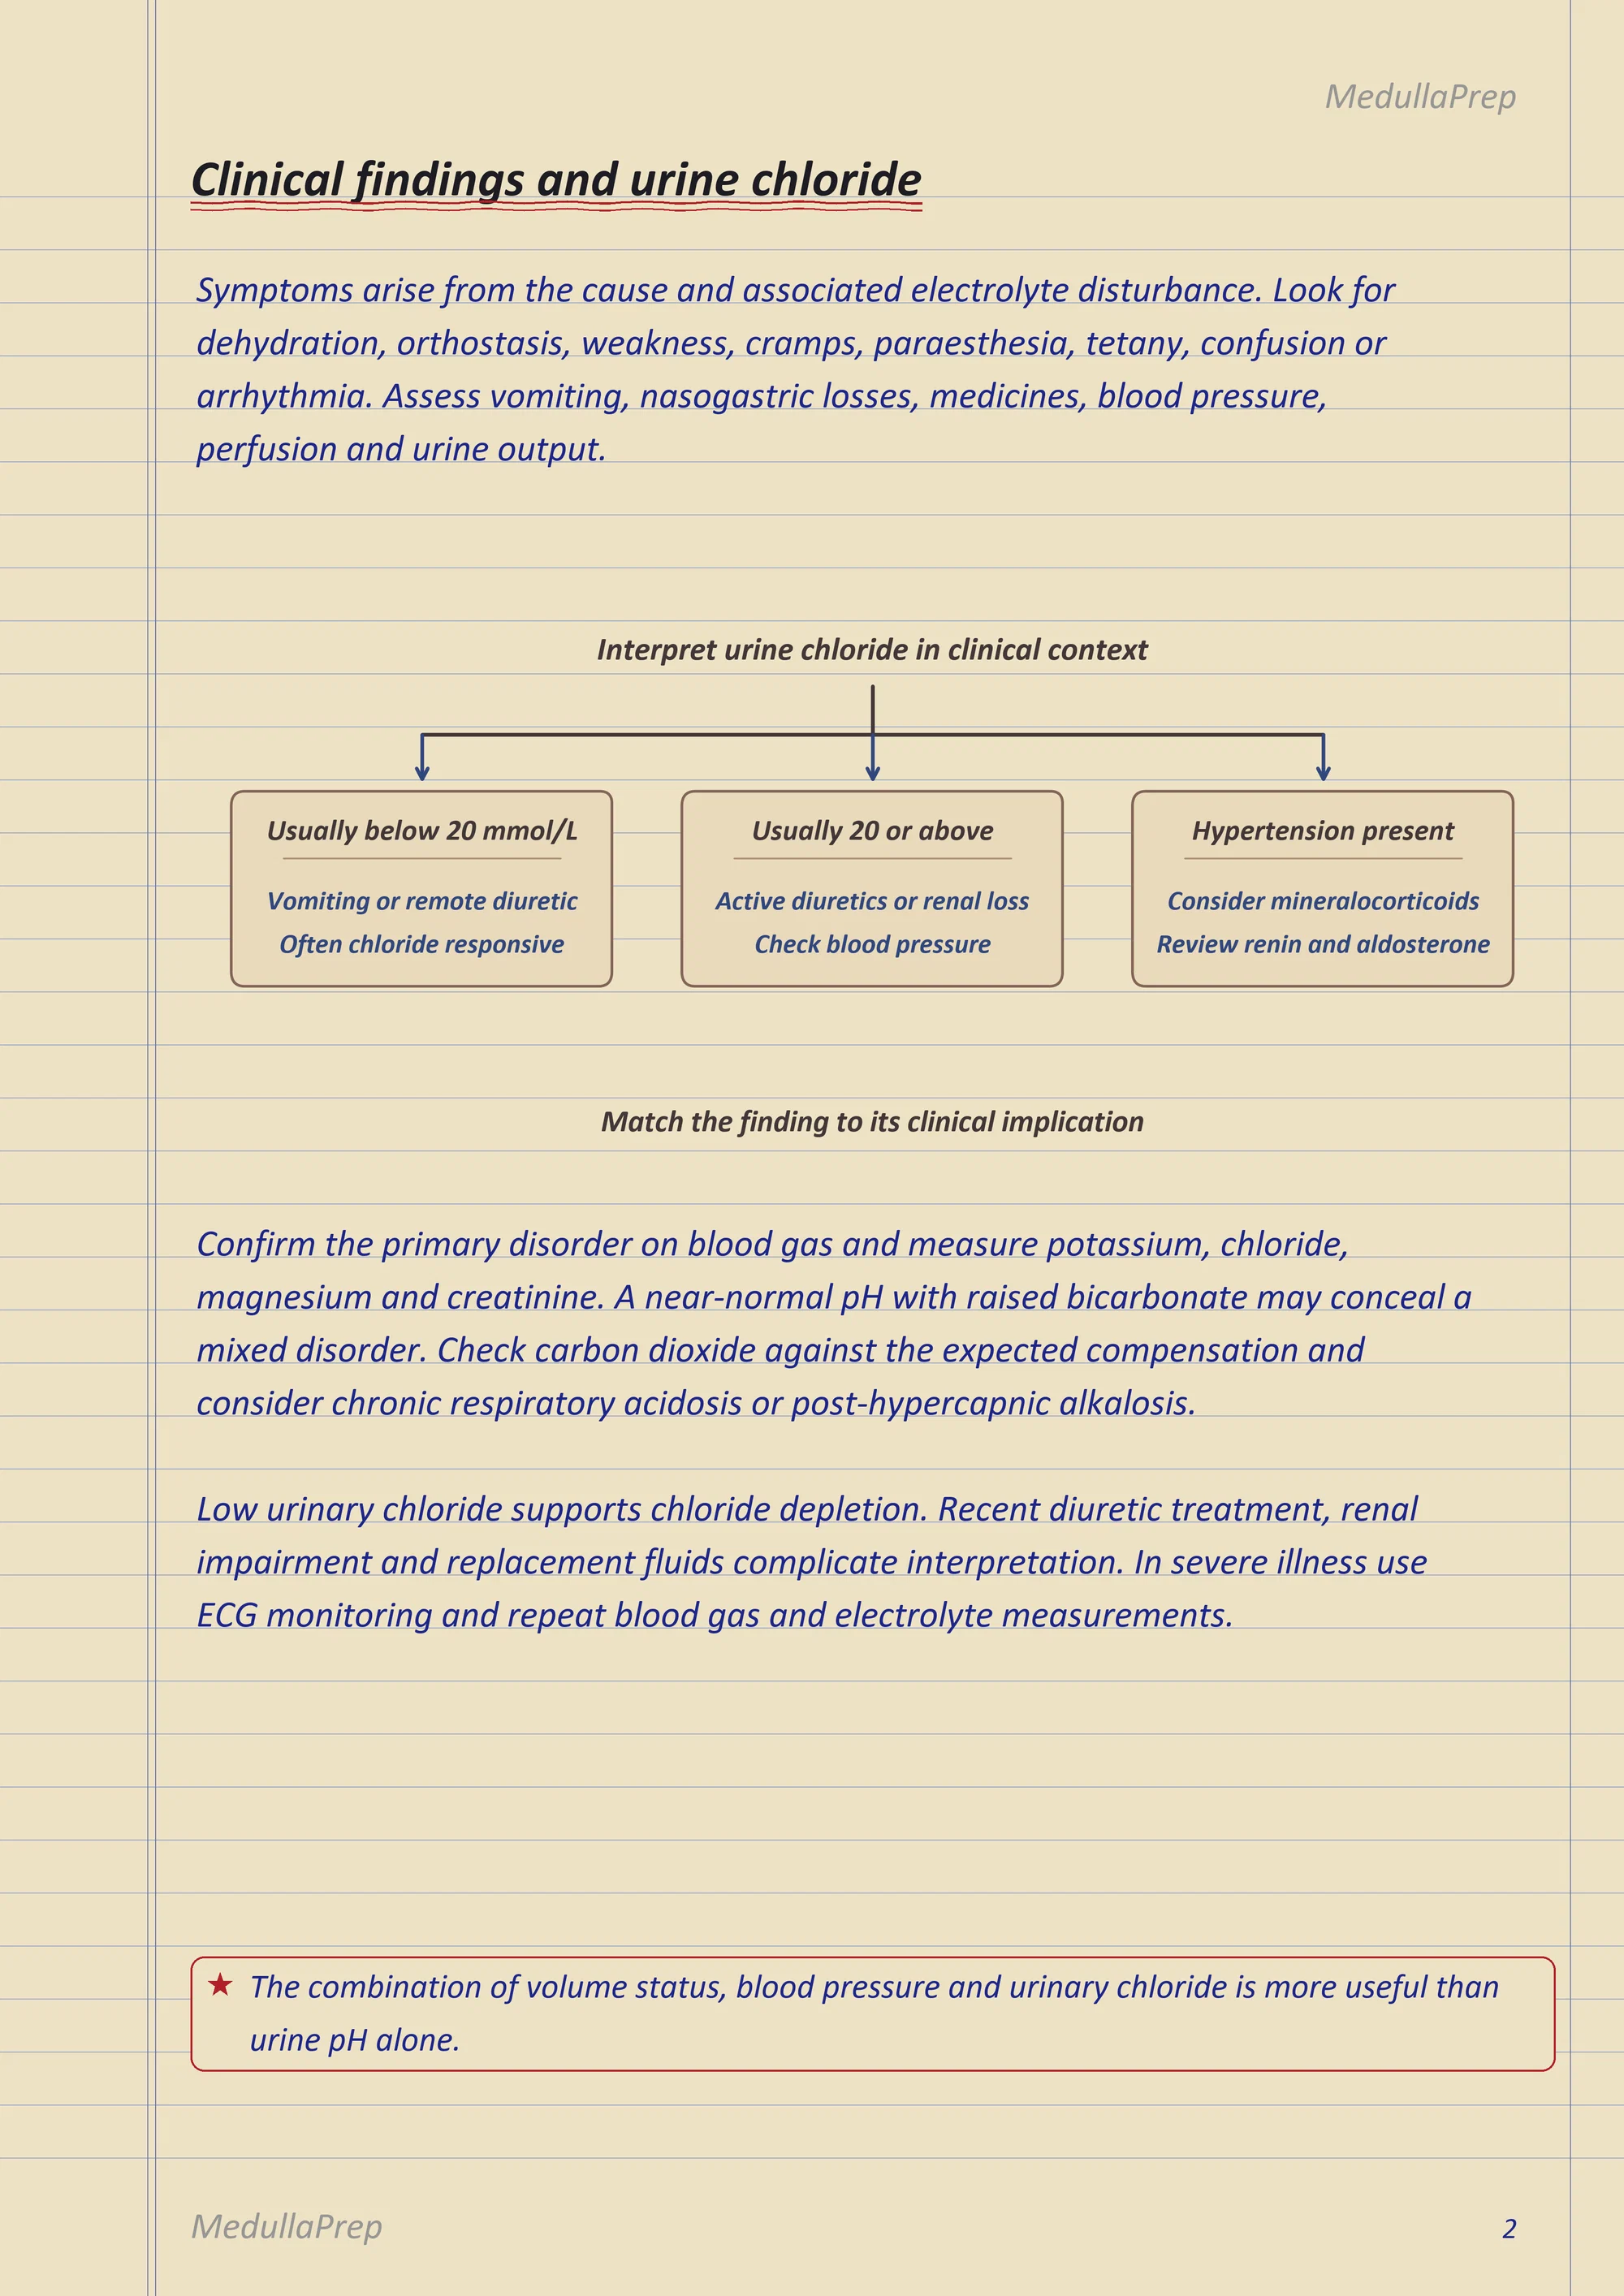 MedullaPrep
Clinical findings and urine chloride
Symptoms arise from the cause and associated electrolyte disturbance. Look for
dehydration, orthostasis, weakness, cramps, paraesthesia, tetany, confusion or
arrhythmia. Assess vomiting, nasogastric losses, medicines, blood pressure,
perfusion and urine output.
Interpret urine chloride in clinical context
Usually below 20 mmol/L
Vomiting or remote diuretic
Often chloride responsive
Usually 20 or above
Active diuretics or renal loss
Check blood pressure
Hypertension present
Consider mineralocorticoids
Review renin and aldosterone
Match the finding to its clinical implication
Confirm the primary disorder on blood gas and measure potassium, chloride,
magnesium and creatinine. A near-normal pH with raised bicarbonate may conceal a
mixed disorder. Check carbon dioxide against the expected compensation and
consider chronic respiratory acidosis or post-hypercapnic alkalosis.
Low urinary chloride supports chloride depletion. Recent diuretic treatment, renal
impairment and replacement fluids complicate interpretation. In severe illness use
ECG monitoring and repeat blood gas and electrolyte measurements.
★ The combination of volume status, blood pressure and urinary chloride is more useful than
urine pH alone.
MedullaPrep
2